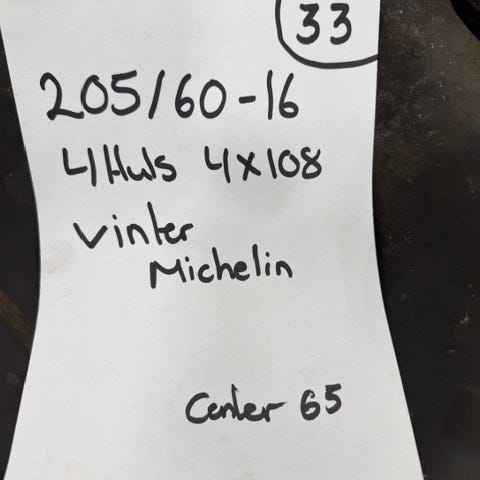 33
205/60-16
4 Huls 4x108
Vinter
Michelin
Center 65